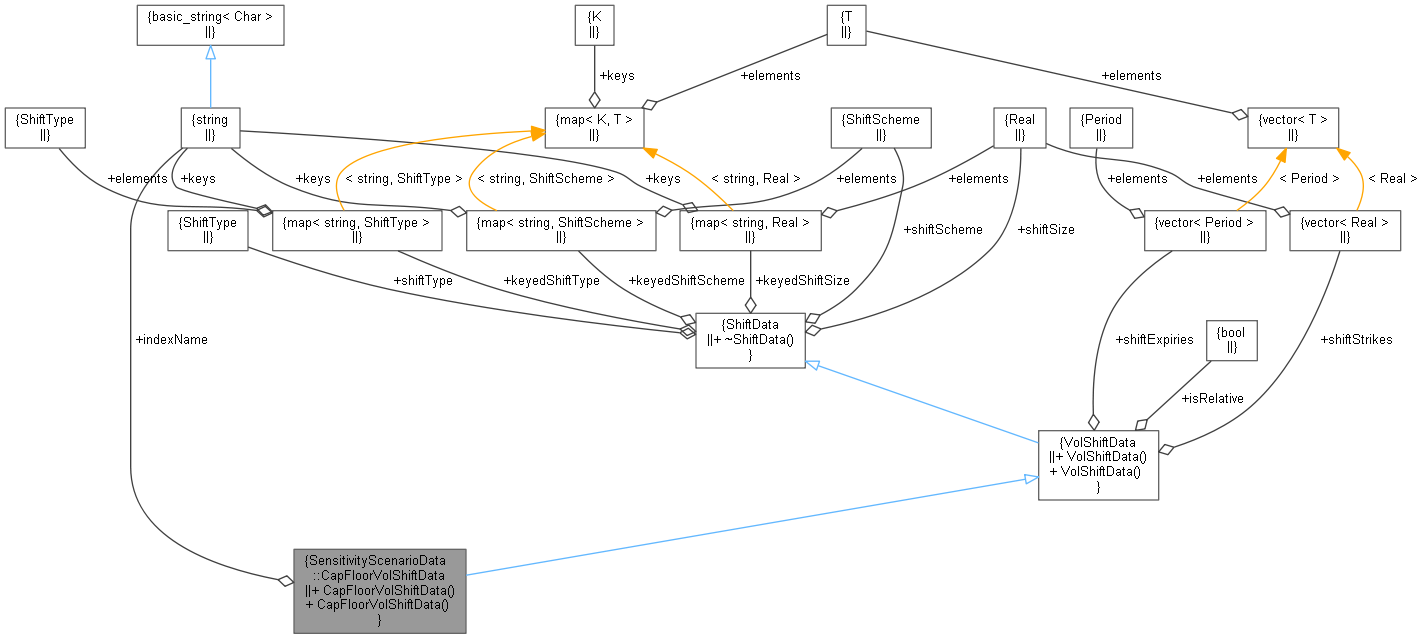 {basic_string< Char >
||}
{K
||}
{T
||}
+keys
+elements
+elements
{ShiftType
||}
{string
||}
{map< K, T >
||}
{ShiftScheme
||}
{Real
||}
{Period
||}
{vector< T >
||}
+elements
+keys
+keys
< string, ShiftType >
< string, ShiftScheme >
+keys
< string, Real >
+elements
+elements
+elements
+elements
< Period >
< Real >
{ShiftType
||}
{map< string, ShiftType >
||}
{map< string, ShiftScheme >
||}
{map< string, Real >
||}
{vector< Period >
||}
{vector< Real >
||}
+shiftScheme
+shiftSize
+shiftType
+keyedShiftType
+keyedShiftScheme
+keyedShiftSize
{ShiftData
||+ ~ShiftData()
}
{bool
||}
+indexName
+shiftExpiries
+shiftStrikes
+isRelative
{VolShiftData
||+ VolShiftData()
+ VolShiftData()
}
{SensitivityScenarioData
::CapFloorVolShiftData
||+ CapFloorVolShiftData()
+ CapFloorVolShiftData()
}